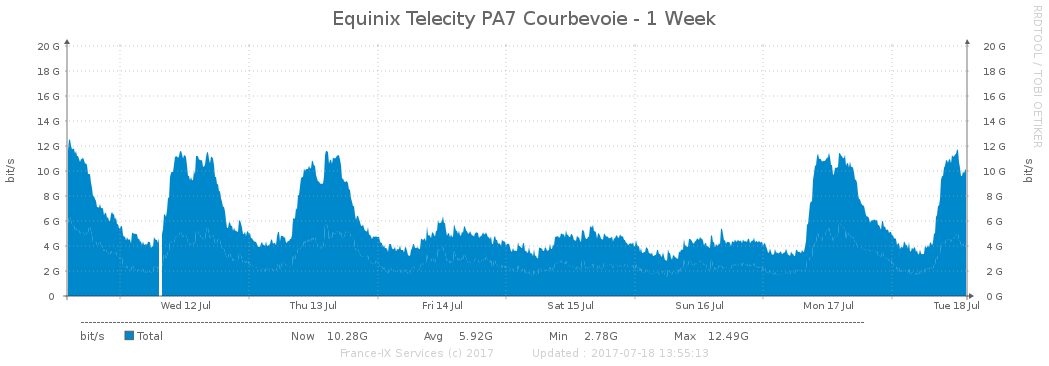 Equinix Telecity PA7 Courbevoie - 1 Week
RRDTOOL / TOBI OETIKER
20 G 20 G
18 G 18 G
16 G 16 G
14 G 14 G
12 G 12 G
10 G 10 G
8 G 8 G
6 G 6 G
4 G 4 G
2 G 2 G
0 0 G
bit/s
bit/s
Wed 12 Jul Thu 13 Jul Fri 14 Jul Sat 15 Jul Sun 16 Jul Mon 17 Jul Tue 18 Jul
bit/s Total Now 10.28G Avg 5.92G Min 2.78G Max 12.49G
France-IX Services (c) 2017 Updated : 2017-07-18 13:55:13